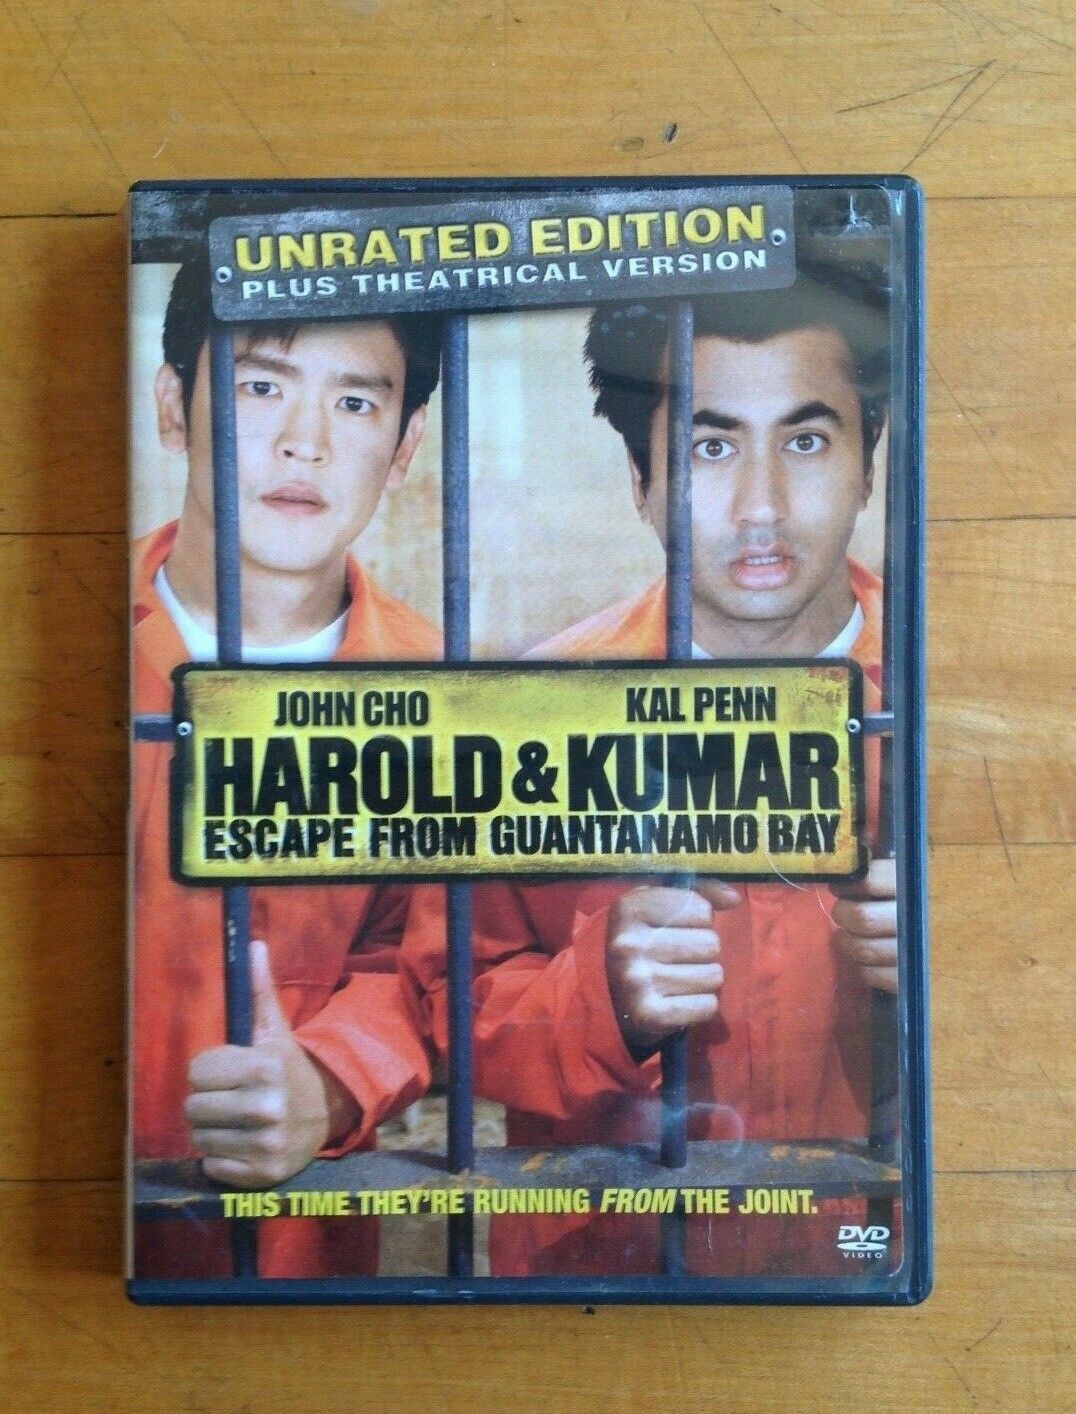 UNRATED EDITION
PLUS THEATRICAL VERSION
JOHN CHO KAL PENN
HAROLD & KUMAR
ESCAPE FROM GUANTANAMO BAY
THIS TIME THEY'RE RUNNING FROM THE JOINT.
DVD
VIDEO